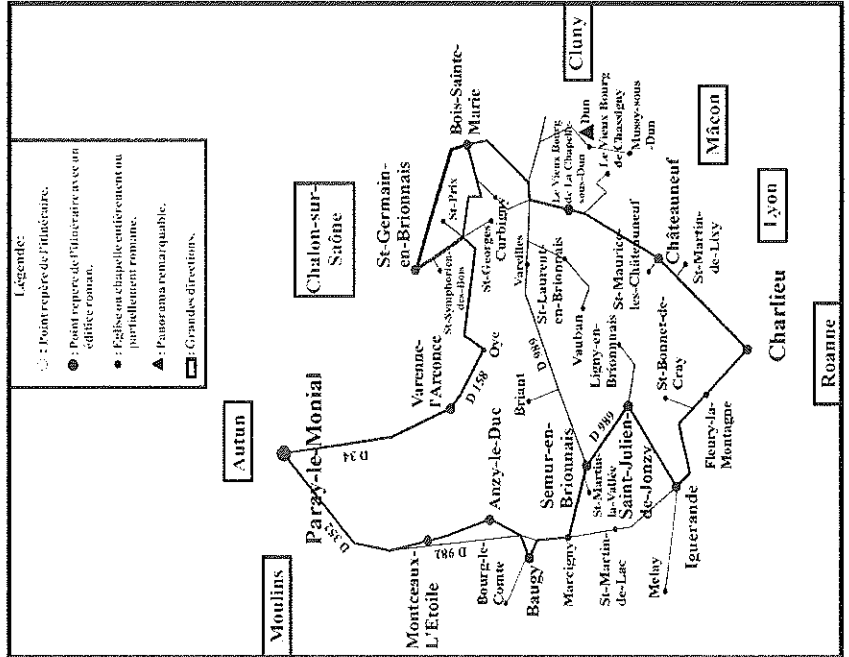 Légende:
: Point repère de l'itinéraire.
: Point repère de l'itinéraire avec un
édifice roman.
: Eglise ou chapelle entièrement ou
partiellement romane.
: Panorama remarquable.
: Grandes directions.
Autun
Moulins
Chalon-sur-
Saône
Cluny
Mâcon
Lyon
Roanne
Paray-le-Monial
D 34
D 352
D 982
D 158
Varenne-
l'Arconce
Oyé
St-Germain-
en-Brionnais
Bois-Sainte-
Marie
St-Prix
St-Symphorien-
des-Bois
St-Georges
Curbigny
Montceaux-
L'Etoile
Anzy-le-Duc
Bourg-le-
Comte
Baugy
Marcigny
Semur-en-
Brionnais
St-Martin-
la-Vallée
Briant
D 989
D 989
Vareilles
St-Laurent-
en-Brionnais
Vauban
Ligny-en-
Brionnais
Saint-Julien-
de-Jonzy
St-Martin-
de-Lac
Melay
Iguerande
Fleury-la-
Montagne
St-Bonnet-de-
Cray
Charlieu
St-Martin-
de-Lixy
Châteauneuf
St-Maurice-
les-Châteauneuf
Le Vieux Bourg
de La Chapelle-
sous-Dun
Dun
Le Vieux Bourg
de Chassigny
Mussy-sous
-Dun